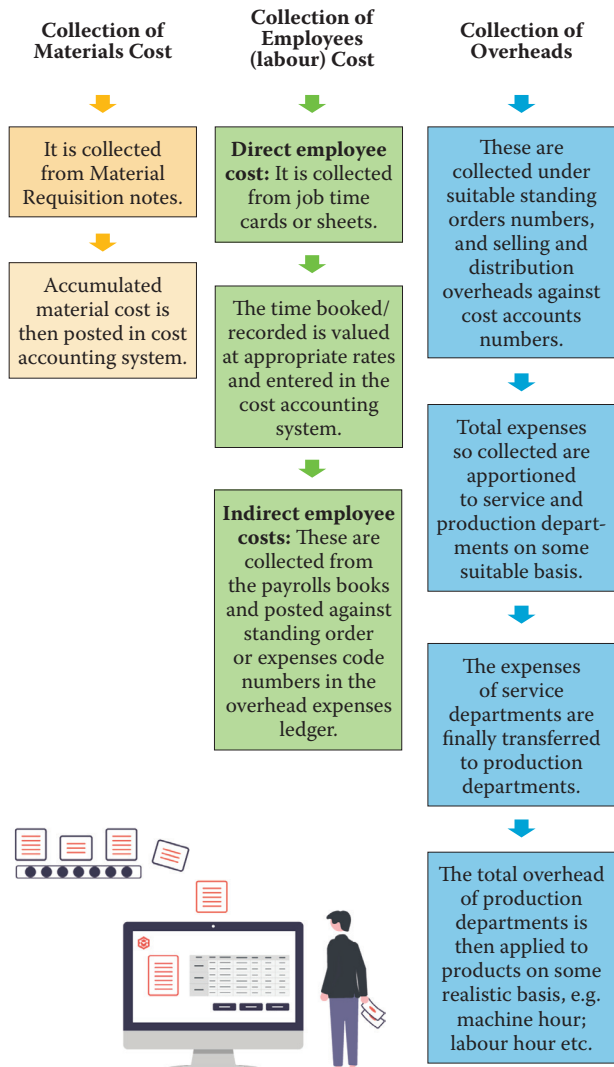 Collection of
Materials Cost
It is collected
from Material
Requisition notes.
Accumulated
material cost is
then posted in cost
accounting system.
Collection of
Employees
(labour) Cost
Direct employee
cost: It is collected
from job time
cards or sheets.
The time booked/
recorded is valued
at appropriate rates
and entered in the
cost accounting
system.
Indirect employee
costs: These are
collected from
the payrolls books
and posted against
standing order
or expenses code
numbers in the
overhead expenses
ledger.
Collection of
Overheads
These are
collected under
suitable standing
orders numbers,
and selling and
distribution
overheads against
cost accounts
numbers.
Total expenses
so collected are
apportioned
to service and
production depart-
ments on some
suitable basis.
The expenses
of service
departments are
finally transferred
to production
departments.
The total overhead
of production
departments is
then applied to
products on some
realistic basis, e.g.
machine hour;
labour hour etc.